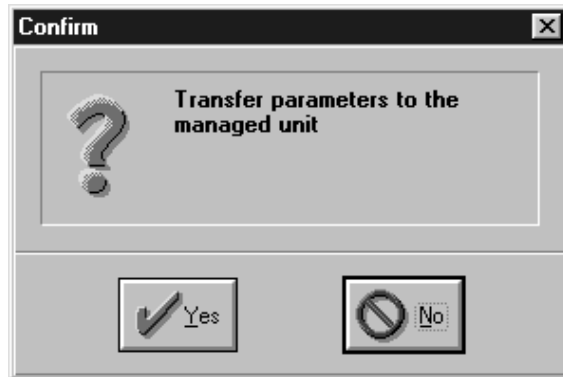 Confirm
Transfer parameters to the
managed unit
Yes
No